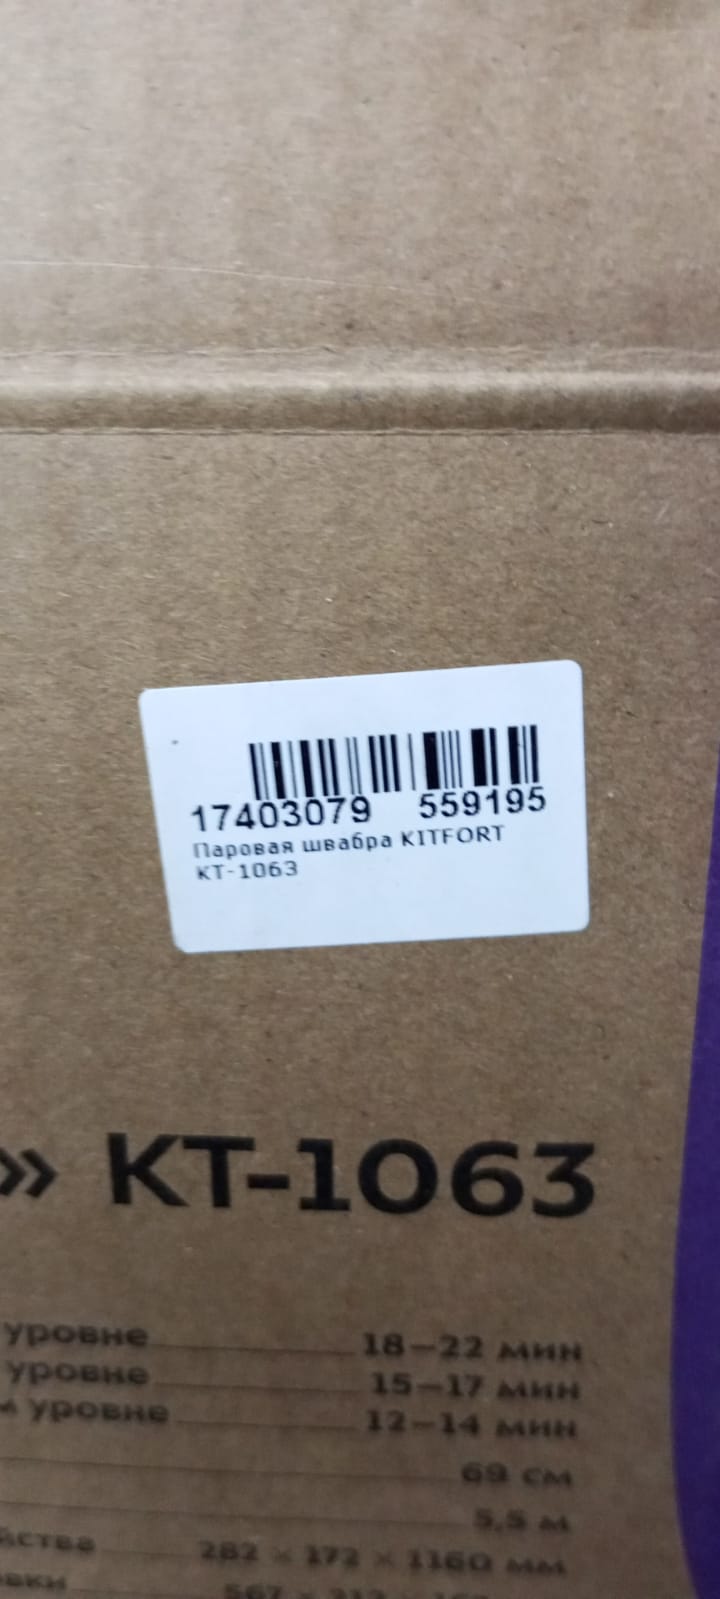 17403079 559195
Паровая швабра KITFORT
KT-1063
» КТ-1063
уровне 18–22 мин
уровне 15–17 мин
уровне 12–14 мин
69 см
5,5 м
282 × 172 × 1160 мм